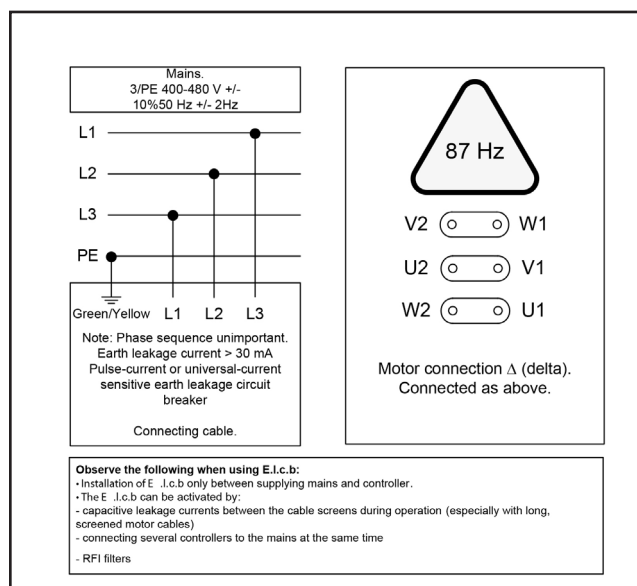 Mains.
3/PE 400-480 V +/-
10%50 Hz +/- 2Hz
L1
L2
L3
PE
Green/Yellow L1 L2 L3
Note: Phase sequence unimportant.
Earth leakage current > 30 mA
Pulse-current or universal-current
sensitive earth leakage circuit
breaker
Connecting cable.
87 Hz
V2 W1
U2 V1
W2 U1
Motor connection Δ (delta).
Connected as above.
Observe the following when using E.l.c.b:
• Installation of E .l.c.b only between supplying mains and controller.
• The E .l.c.b can be activated by:
- capacitive leakage currents between the cable screens during operation (especially with long,
screened motor cables)
- connecting several controllers to the mains at the same time
- RFI filters